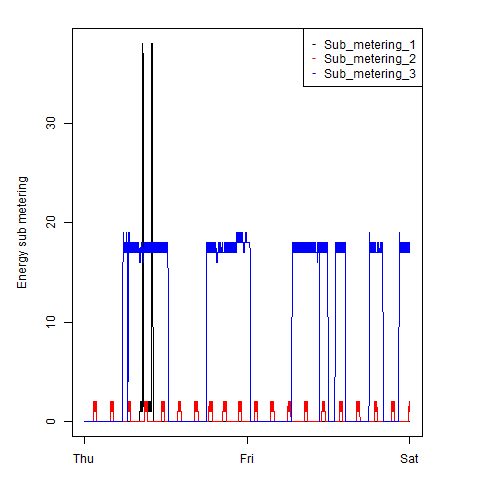 Sub_metering_1
Sub_metering_2
Sub_metering_3
Energy sub metering
30
20
10
0
Thu Fri Sat